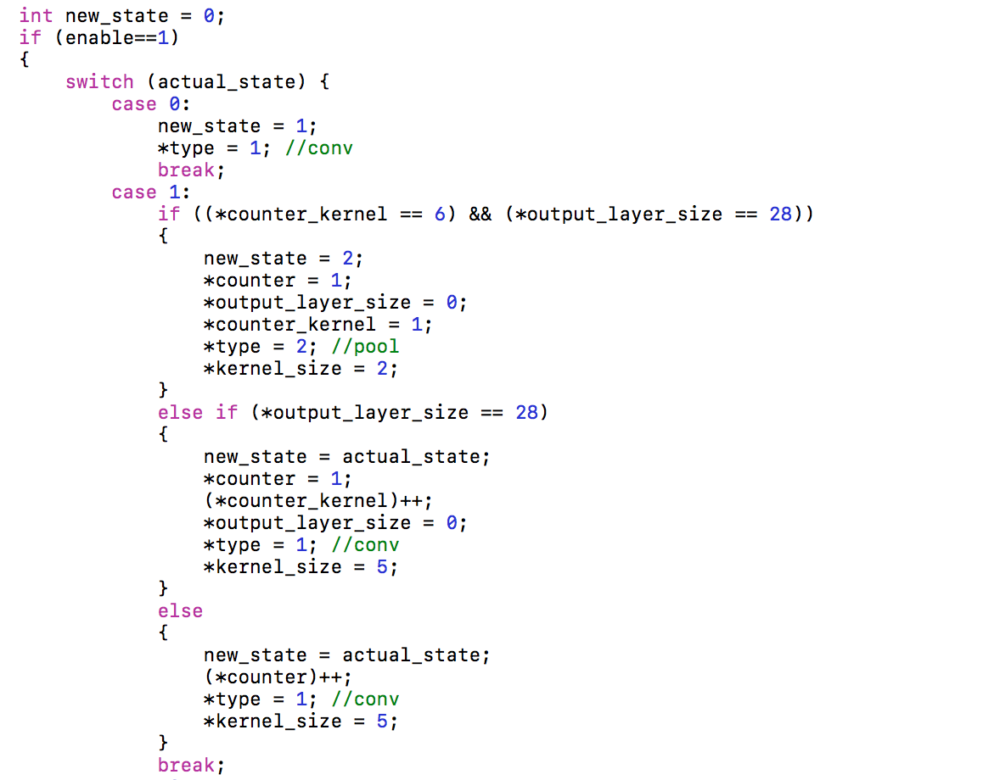 int new_state = 0;
if (enable==1)
{
    switch (actual_state) {
        case 0:
            new_state = 1;
            *type = 1; //conv
            break;
        case 1:
            if ((*counter_kernel == 6) && (*output_layer_size == 28))
            {
                new_state = 2;
                *counter = 1;
                *output_layer_size = 0;
                *counter_kernel = 1;
                *type = 2; //pool
                *kernel_size = 2;
            }
            else if (*output_layer_size == 28)
            {
                new_state = actual_state;
                *counter = 1;
                (*counter_kernel)++;
                *output_layer_size = 0;
                *type = 1; //conv
                *kernel_size = 5;
            }
            else
            {
                new_state = actual_state;
                (*counter)++;
                *type = 1; //conv
                *kernel_size = 5;
            }
            break;